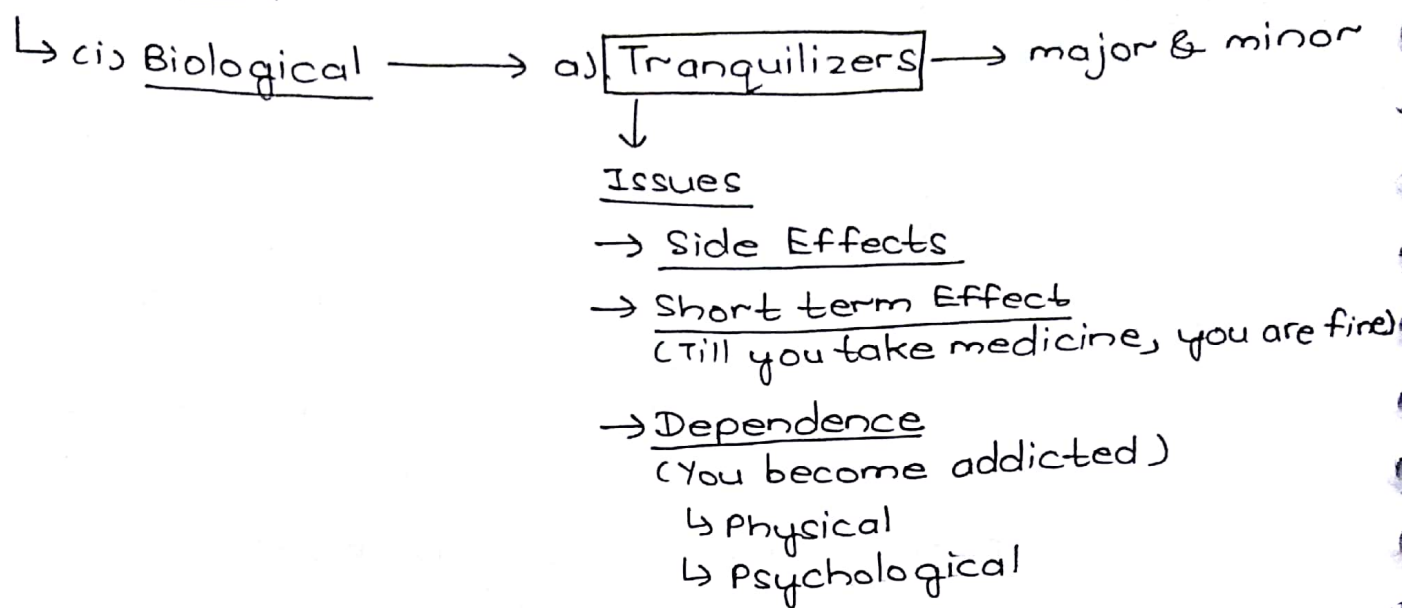 ↳ (i) Biological → a) Tranquilizers → major & minor
↓
Issues
→ Side Effects
→ Short term Effect
(Till you take medicine, you are fine)
→ Dependence
(You become addicted)
↳ Physical
↳ Psychological